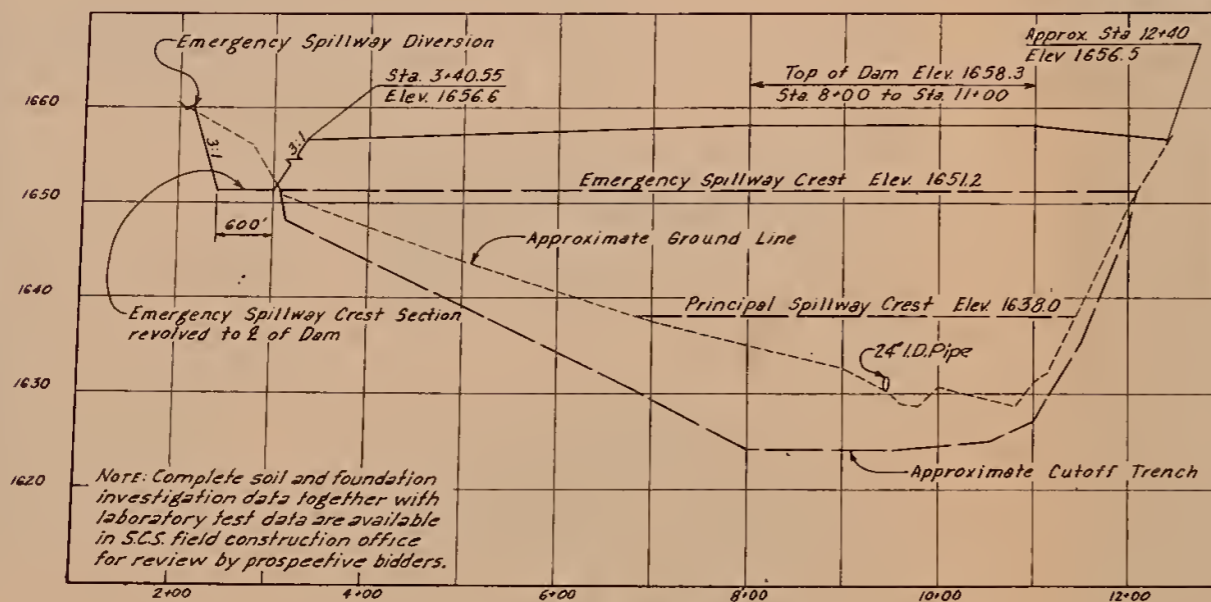 Emergency Spillway Diversion
Sta. 3+40.55
Elev. 1656.6
Approx. Sta 12+40
Elev 1656.5
Top of Dam Elev. 1658.3
Sta. 8+00 to Sta. 11+00
1660
3:1
3:1
1650
Emergency Spillway Crest Elev. 1651.2
600'
Approximate Ground Line
1640
Emergency Spillway Crest Section
revolved to ℄ of Dam
Principal Spillway Crest Elev. 1638.0
24" I.D. Pipe
1630
Approximate Cutoff Trench
1620
NOTE: Complete soil and foundation
investigation data together with
laboratory test data are available
in S.C.S. field construction office
for review by prospective bidders.
2+00 4+00 6+00 8+00 10+00 12+00